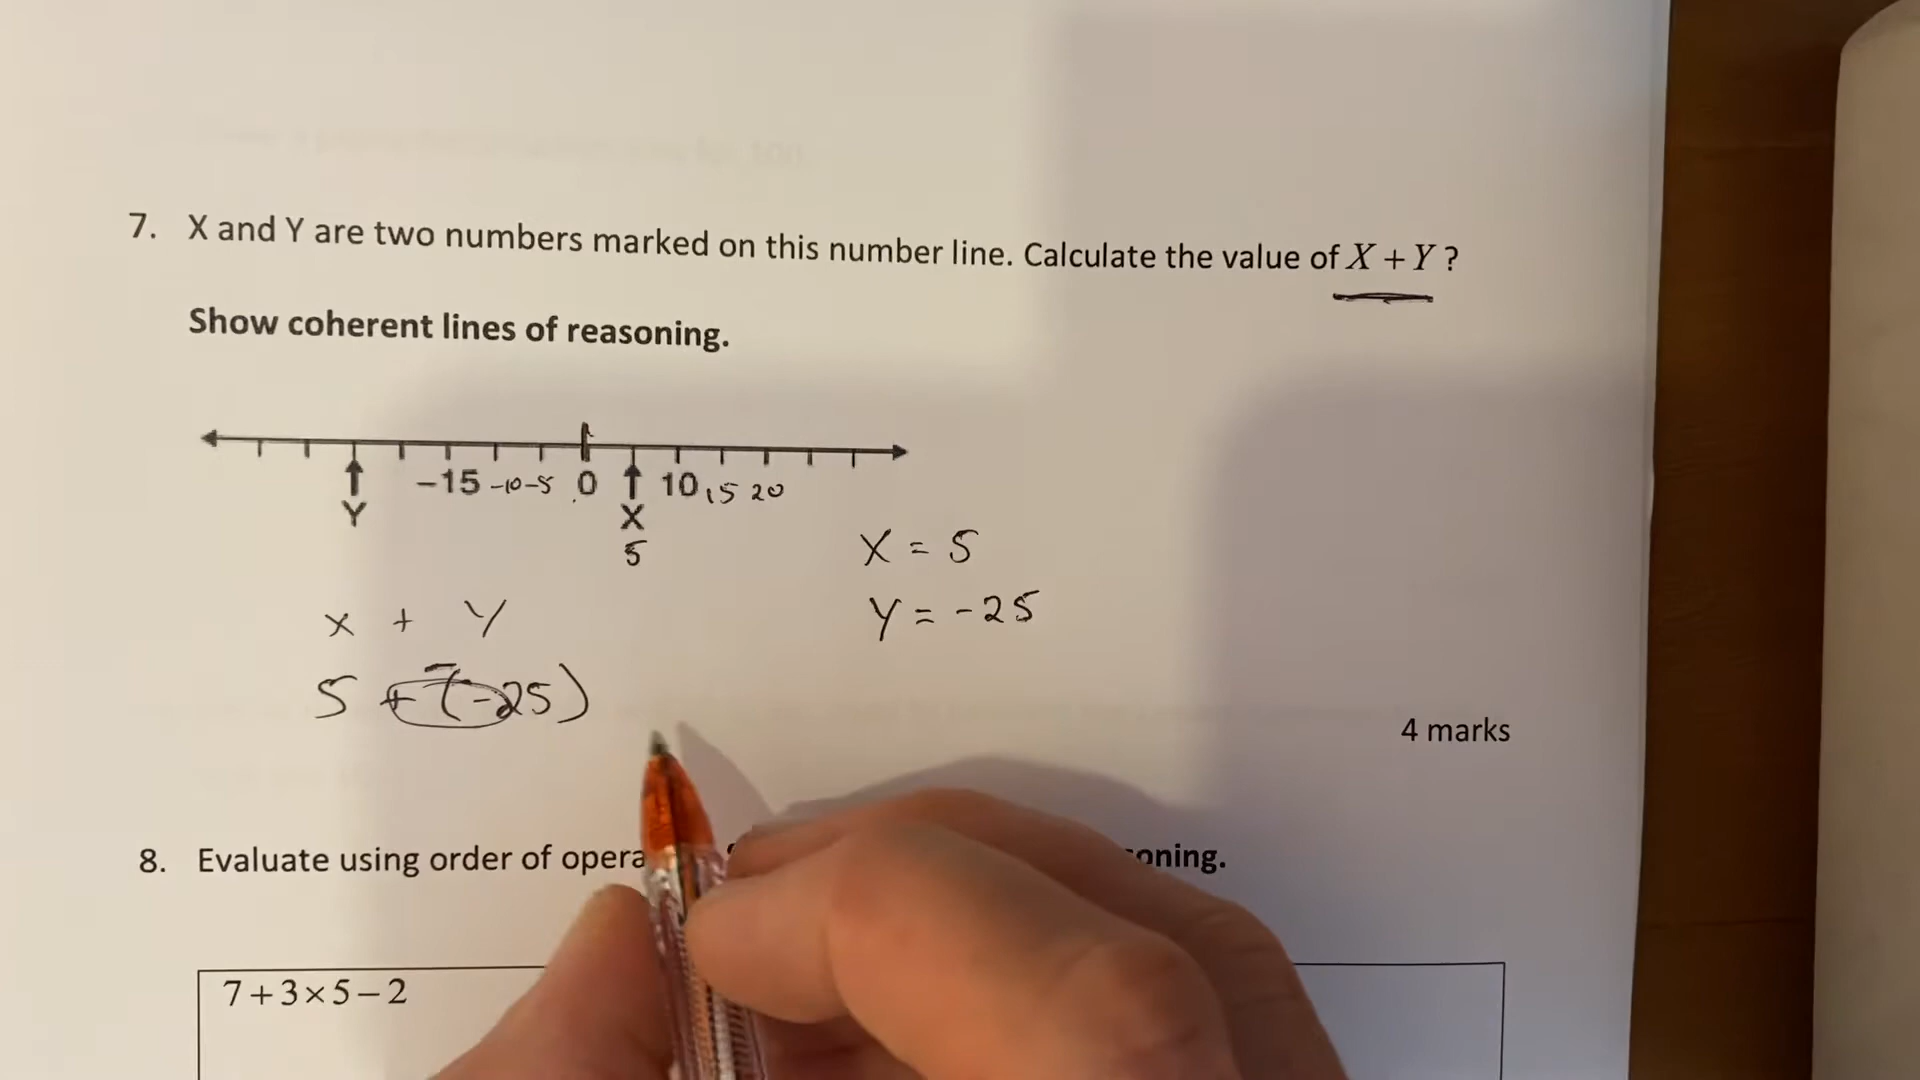 7. X and Y are two numbers marked on this number line. Calculate the value of X + Y ?
Show coherent lines of reasoning.
-15 -10 -5 0 10 15 20
Y X
5
X = 5
Y = -25
X + Y
5 + (-25)
4 marks
8. Evaluate using order of
7 + 3 × 5 - 2